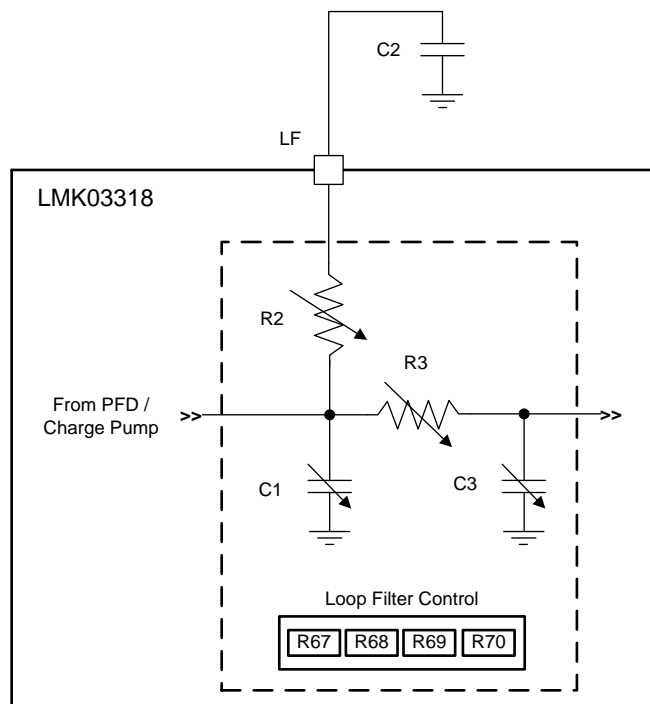 C2
LF
LMK03318
R2
R3
From PFD /
Charge Pump
>>
>>
C1
C3
Loop Filter Control
R67 R68 R69 R70